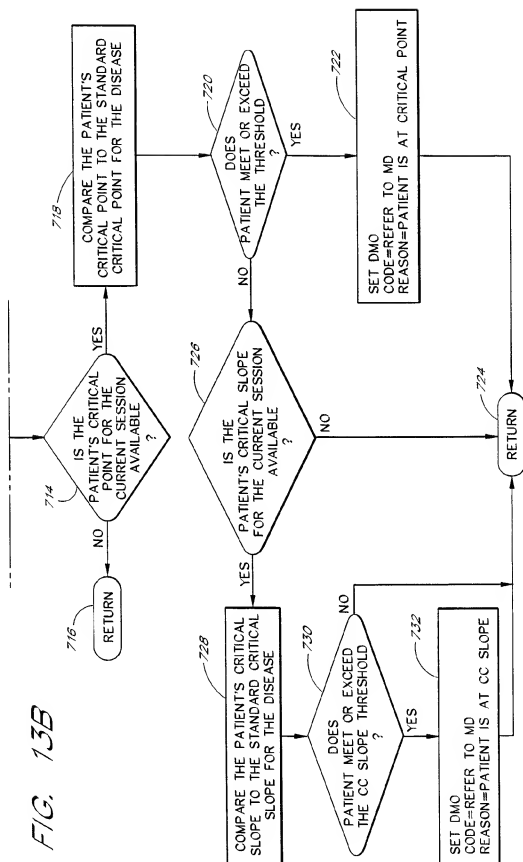 FIG. 13B
714
IS THE
PATIENT'S CRITICAL
POINT FOR THE
CURRENT SESSION
AVAILABLE
?
NO
YES
716
RETURN
718
COMPARE THE PATIENT'S
CRITICAL POINT TO THE STANDARD
CRITICAL POINT FOR THE DISEASE
720
DOES
PATIENT MEET OR EXCEED
THE THRESHOLD
?
NO
YES
722
SET DMO
CODE=REFER TO MD
REASON=PATIENT IS AT CRITICAL POINT
726
IS THE
PATIENT'S CRITICAL SLOPE
FOR THE CURRENT SESSION
AVAILABLE
?
YES
NO
724
RETURN
728
COMPARE THE PATIENT'S CRITICAL
SLOPE TO THE STANDARD CRITICAL
SLOPE FOR THE DISEASE
730
DOES
PATIENT MEET OR EXCEED
THE CC SLOPE THRESHOLD
?
NO
YES
732
SET DMO
CODE=REFER TO MD
REASON=PATIENT IS AT CC SLOPE